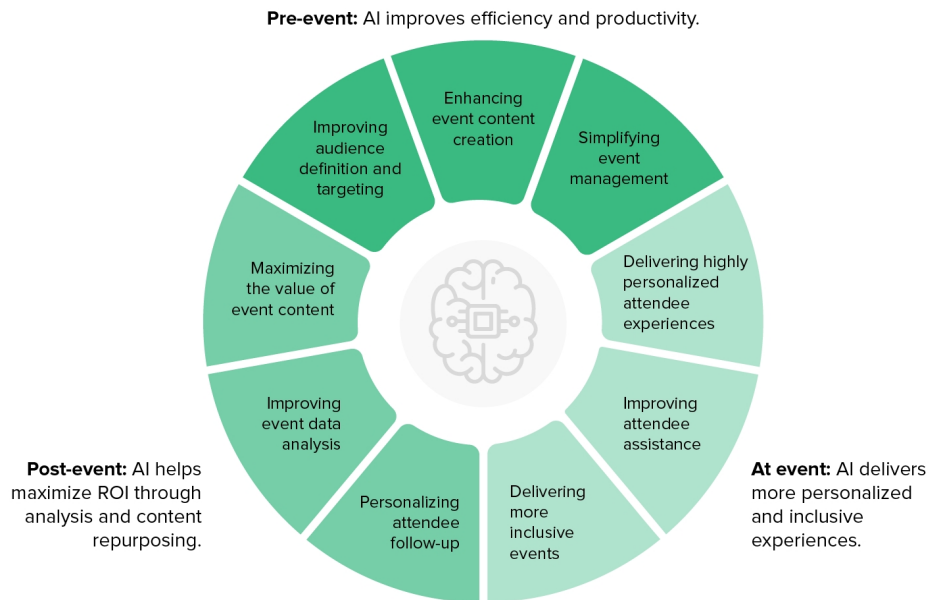 Pre-event: AI improves efficiency and productivity.
Enhancing
event content
creation
Simplifying
event
management
Delivering highly
personalized
attendee
experiences
Improving
attendee
assistance
Delivering
more
inclusive
events
Personalizing
attendee
follow-up
Improving
event data
analysis
Maximizing
the value of
event content
Improving
audience
definition and
targeting
At event: AI delivers
more personalized
and inclusive
experiences.
Post-event: AI helps
maximize ROI through
analysis and content
repurposing.